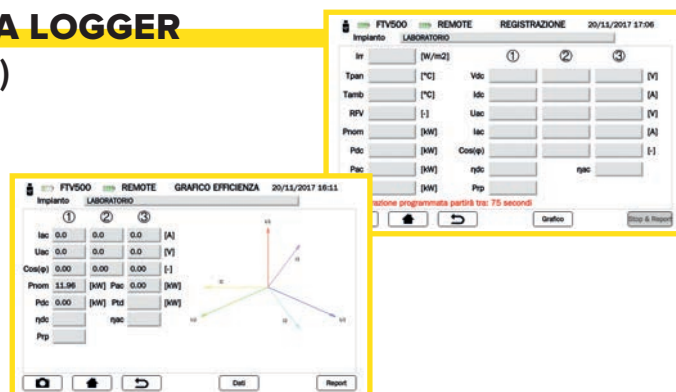 A LOGGER
)
FTV500 REMOTE REGISTRAZIONE 20/11/2017 17:06
Impianto LABORATORIO
Irr [W/m2] 1 2 3
Tpan [°C] Vdc [V]
Tamb [°C] Idc [A]
RFV [-] Uac [V]
Pnom [kW] Iac [A]
Pdc [kW] Cos(φ) [-]
Pac [kW] ηdc ηac
[kW] Prp
azione programmata partirà tra: 75 secondi
Grafico Stop & Report
FTV500 REMOTE GRAFICO EFFICIENZA 20/11/2017 16:11
Impianto LABORATORIO
1 2 3
Iac 0.0 0.0 0.0 [A]
Uac 0.0 0.0 0.0 [V]
Cos(φ) 0.00 0.00 0.00 [-]
Pnom 11.96 [kW] Pac 0.00 [kW]
Pdc 0.00 [kW] Ptd [kW]
ηdc ηac
Prp
Dati Report